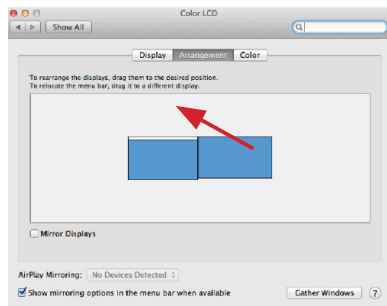 Color LCD
Show All
Display Arrangement Color
To rearrange the displays, drag them to the desired position.
To relocate the menu bar, drag it to a different display.
Mirror Displays
AirPlay Mirroring: No Devices Detected
Show mirroring options in the menu bar when available
Gather Windows ?